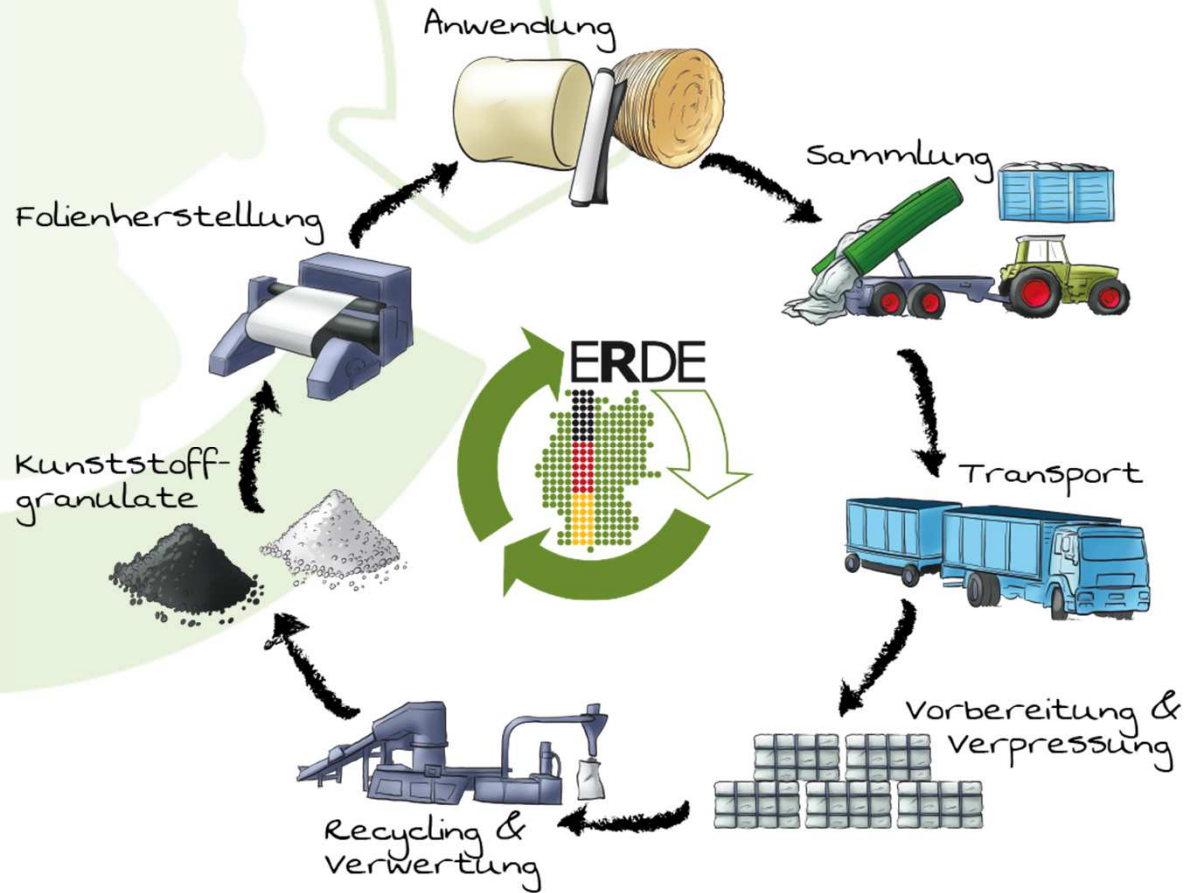 Anwendung
Sammlung
Folienherstellung
ERDE
Kunststoff-
granulate
Transport
Vorbereitung &
Verpressung
Recycling &
Verwertung